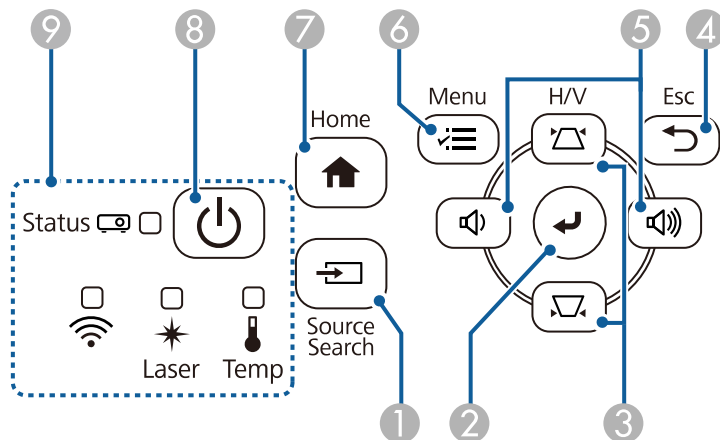 9 8 7 6 5 4
Menu H/V Esc
Home
Status
Source
Search
Laser Temp
1 2 3